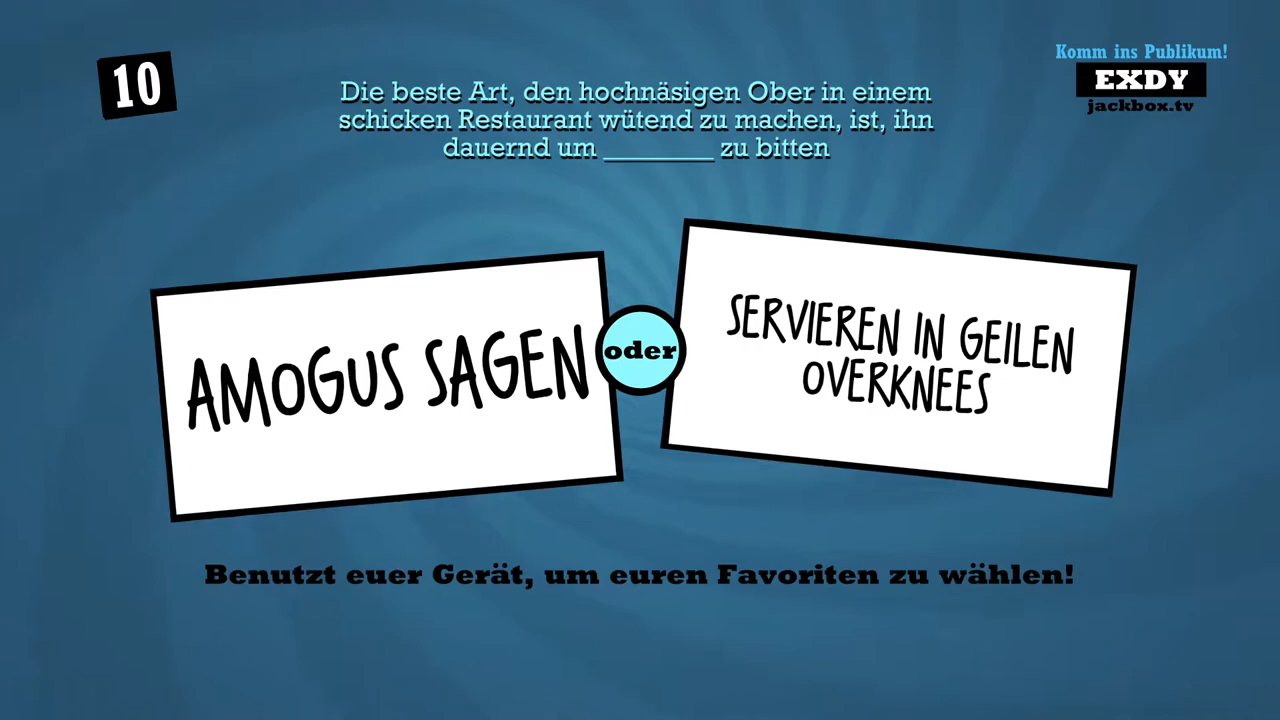 10
Komm ins Publikum!
EXDY
jackbox.tv
Die beste Art, den hochnäsigen Ober in einem
schicken Restaurant wütend zu machen, ist, ihn
dauernd um ________ zu bitten
AMOGUS SAGEN
oder
SERVIEREN IN GEILEN
OVERKNEES
Benutzt euer Gerät, um euren Favoriten zu wählen!